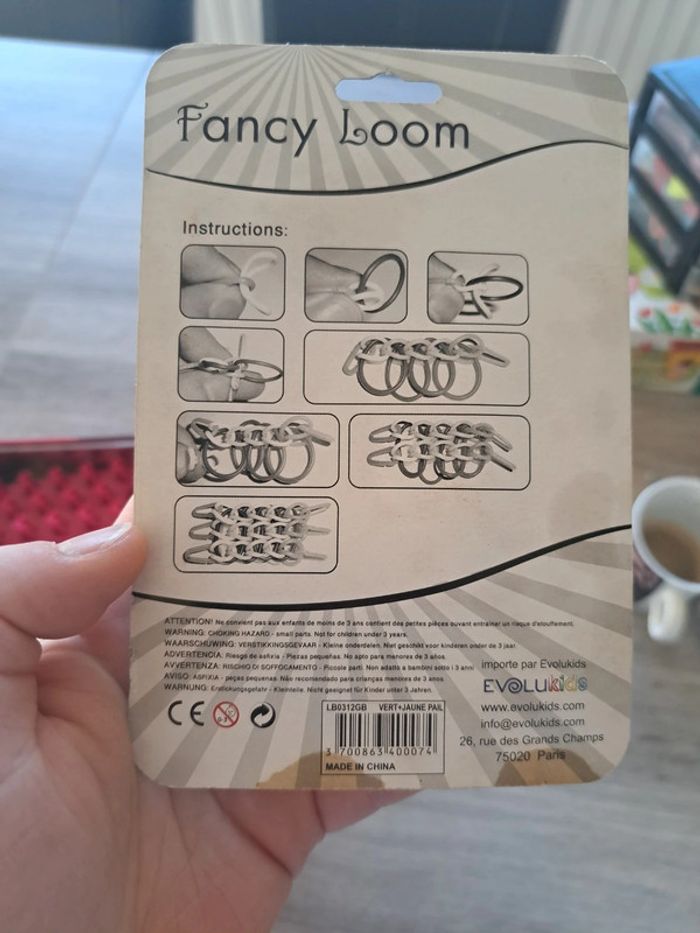 Fancy Loom
Instructions:
ATTENTION! Ne convient pas aux enfants de moins de 3 ans contient des petites pièces ouvant entraîner un risque d'etouffement.
WARNING: CHOKING HAZARD - small parts. Not for children under 3 years.
WAARSCHUWING: VERSTIKKINGSGEVAAR - Kleine onderdelen. Niet geschikt voor kinderen onder de 3 jaar.
ADVERTENCIA: Riesgo de asfixia - Piezas pequeñas. No apto para menores de 3 años.
AVVERTENZA: RISCHIO DI SOFFOCAMENTO - Piccole parti. Non adatto a bambini sotto i 3 anni
AVISO: ASFIXIA - peças pequenas. Não recomendado para crianças menores de 3 años
WARNUNG: Erstickungsgefahr - Kleinteile. Nicht geeignet für Kinder unter 3 Jahren.
importe par Evolukids
EVOLUkids
www.evolukids.com
info@evolukids.com
26, rue des Grands Champs
75020 Paris
CE 0-3
LB0312GB VERT+JAUNE PAIL
3 700863 400074
MADE IN CHINA